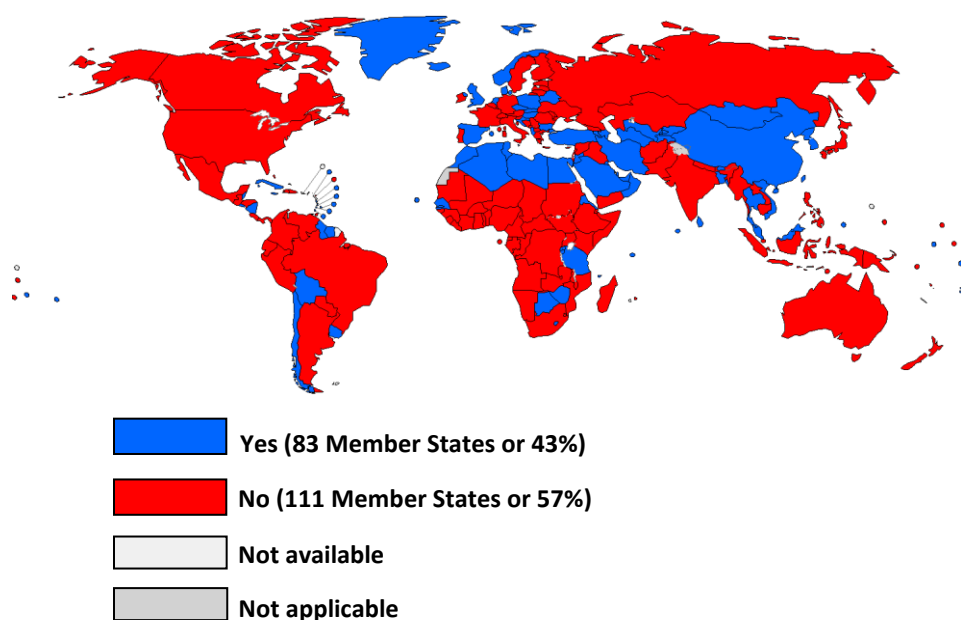 Yes (83 Member States or 43%)
No (111 Member States or 57%)
Not available
Not applicable